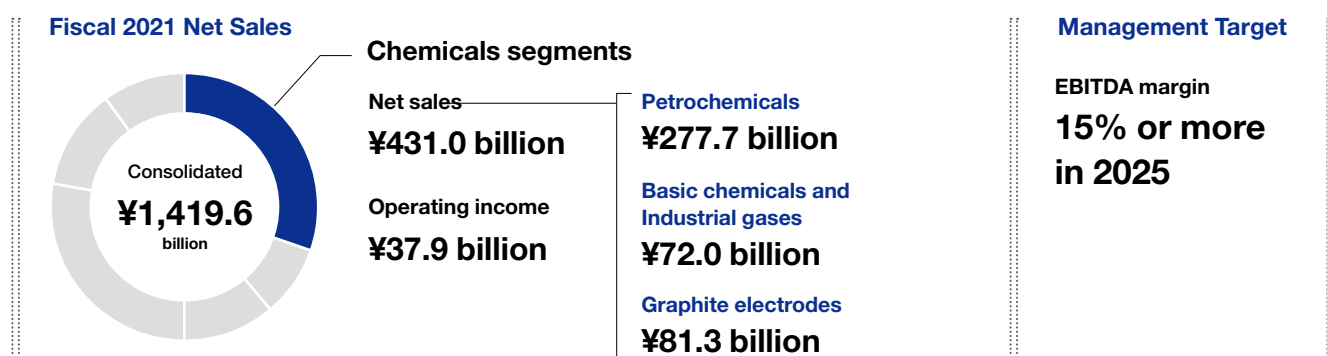 Fiscal 2021 Net Sales
Consolidated
¥1,419.6
billion
Chemicals segments
Net sales
¥431.0 billion
Operating income
¥37.9 billion
Petrochemicals
¥277.7 billion
Basic chemicals and
Industrial gases
¥72.0 billion
Graphite electrodes
¥81.3 billion
Management Target
EBITDA margin
15% or more
in 2025